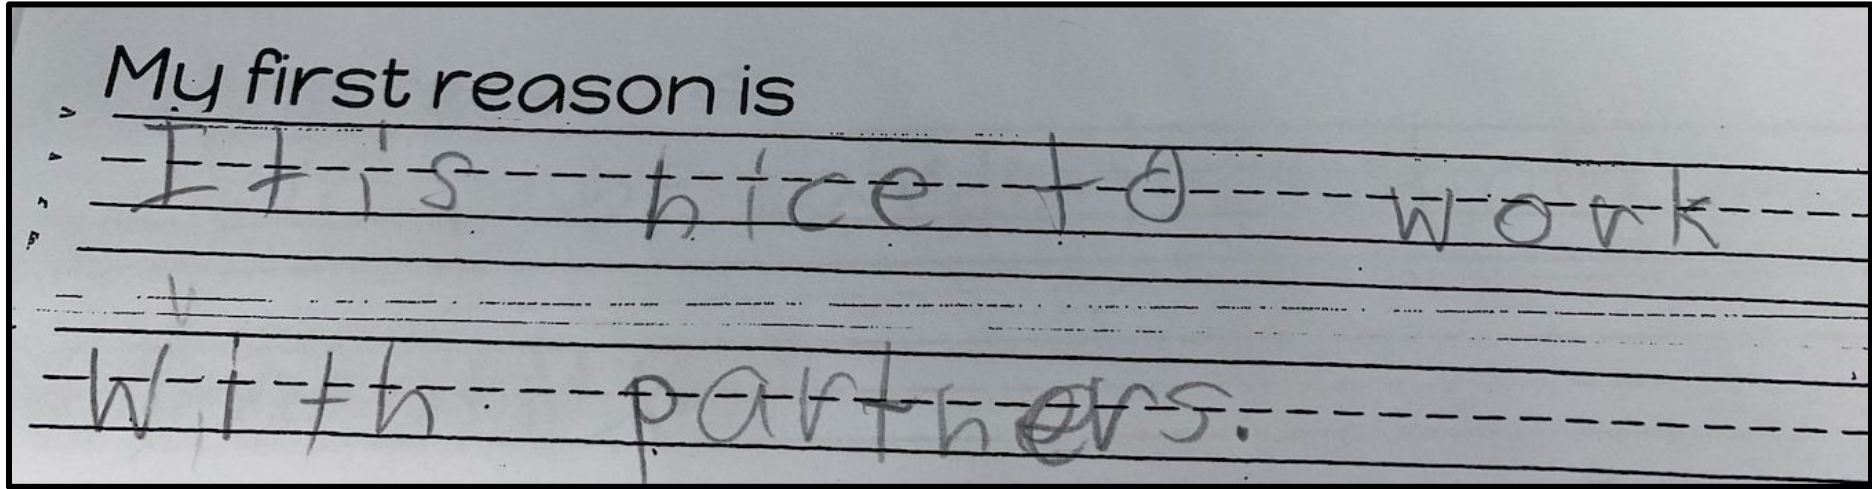 My first reason is
It is nice to work
with partners.